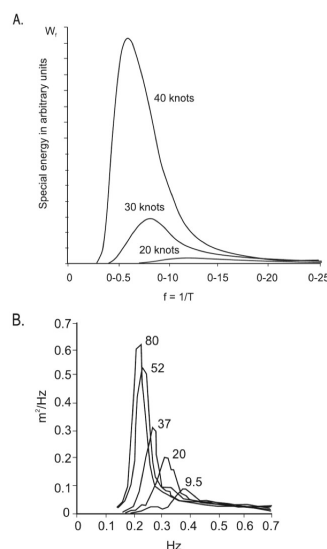 A.
Wf
Special energy in arbitrary units
40 knots
30 knots
20 knots
0 0-05 0-10 0-15 0-20 0-25
f = 1/T
B.
0.7
0.6
0.5
0.4
0.3
0.2
0.1
0
m²/Hz
80
52
37
20
9.5
0 0.1 0.2 0.3 0.4 0.5 0.6 0.7
Hz